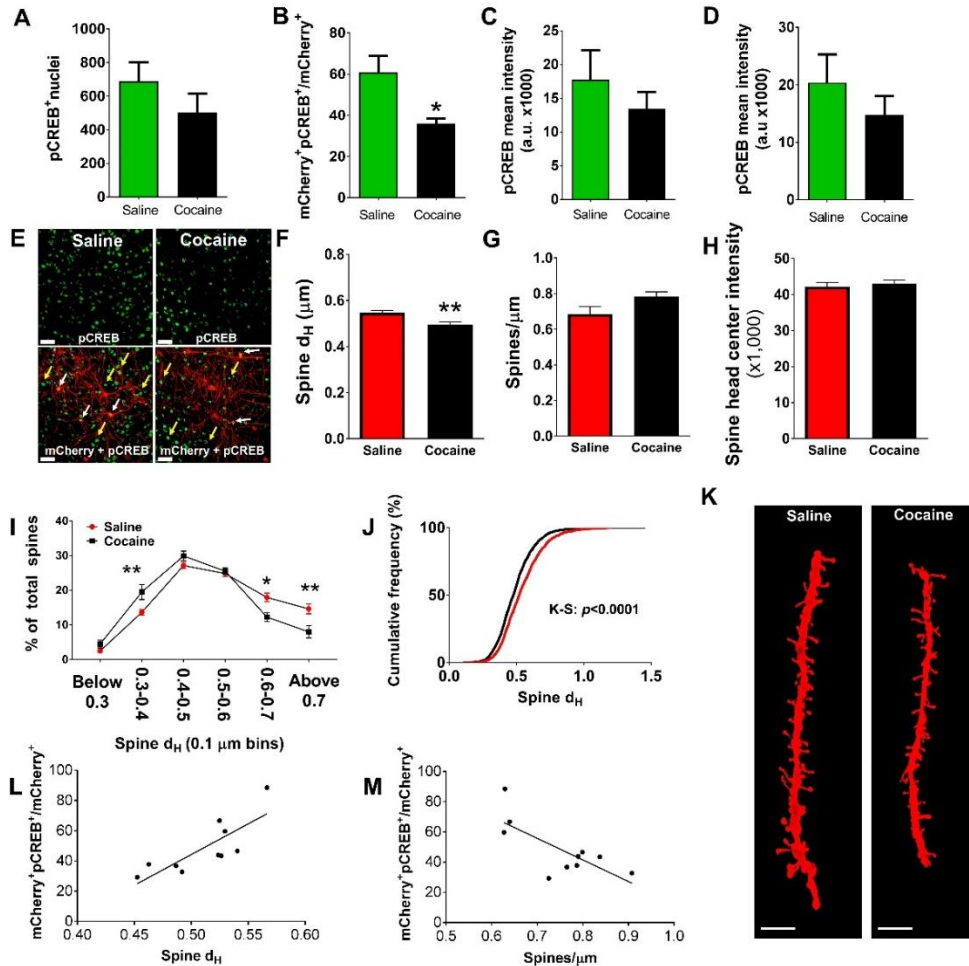 A
pCREB+nuclei
1000
800
600
400
200
0
Saline
Cocaine
B
mCherry+pCREB+/mCherry+
80
60
40
20
0
*
Saline
Cocaine
C
pCREB mean intensity
(a.u. x1000)
25
20
15
10
5
0
Saline
Cocaine
D
pCREB mean intensity
(a.u x1000)
30
20
10
0
Saline
Cocaine
E
Saline
Cocaine
pCREB
pCREB
mCherry + pCREB
mCherry + pCREB
F
Spine dH (μm)
0.8
0.6
0.4
0.2
0.0
**
Saline
Cocaine
G
Spines/μm
1.0
0.8
0.6
0.4
0.2
0.0
Saline
Cocaine
H
Spine head center intensity
(x1,000)
50
40
30
20
10
0
Saline
Cocaine
I
Saline
Cocaine
% of total spines
40
30
20
10
0
**
*
**
Below
0.3
0.3-0.4
0.4-0.5
0.5-0.6
0.6-0.7
Above
0.7
Spine dH (0.1 μm bins)
J
Cumulative frequency (%)
100
50
0
K-S: p<0.0001
0.0
0.5
1.0
1.5
Spine dH
K
Saline
Cocaine
L
mCherry+pCREB+/mCherry+
100
80
60
40
20
0
0.40
0.45
0.50
0.55
0.60
Spine dH
M
mCherry+pCREB+/mCherry+
100
80
60
40
20
0
0.5
0.6
0.7
0.8
0.9
1.0
Spines/μm